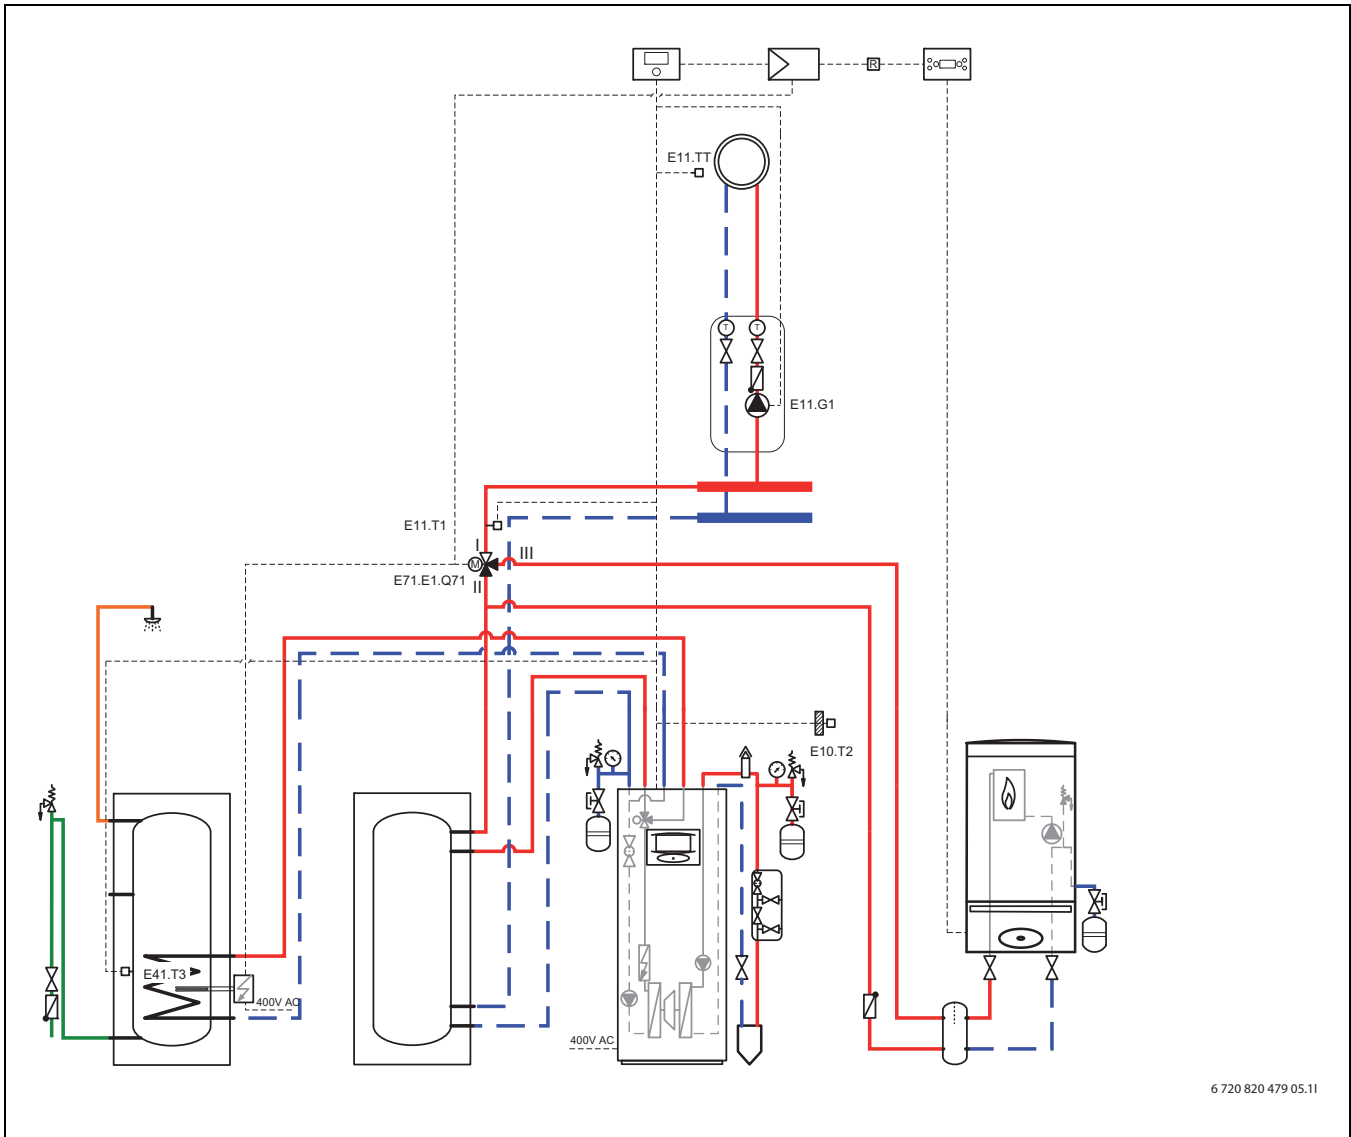 R
E11.TT
T T
E11.G1
E11.T1
I
III
M
E71.E1.Q71
II
E10.T2
E41.T3
400V AC
400V AC
6 720 820 479 05.1I